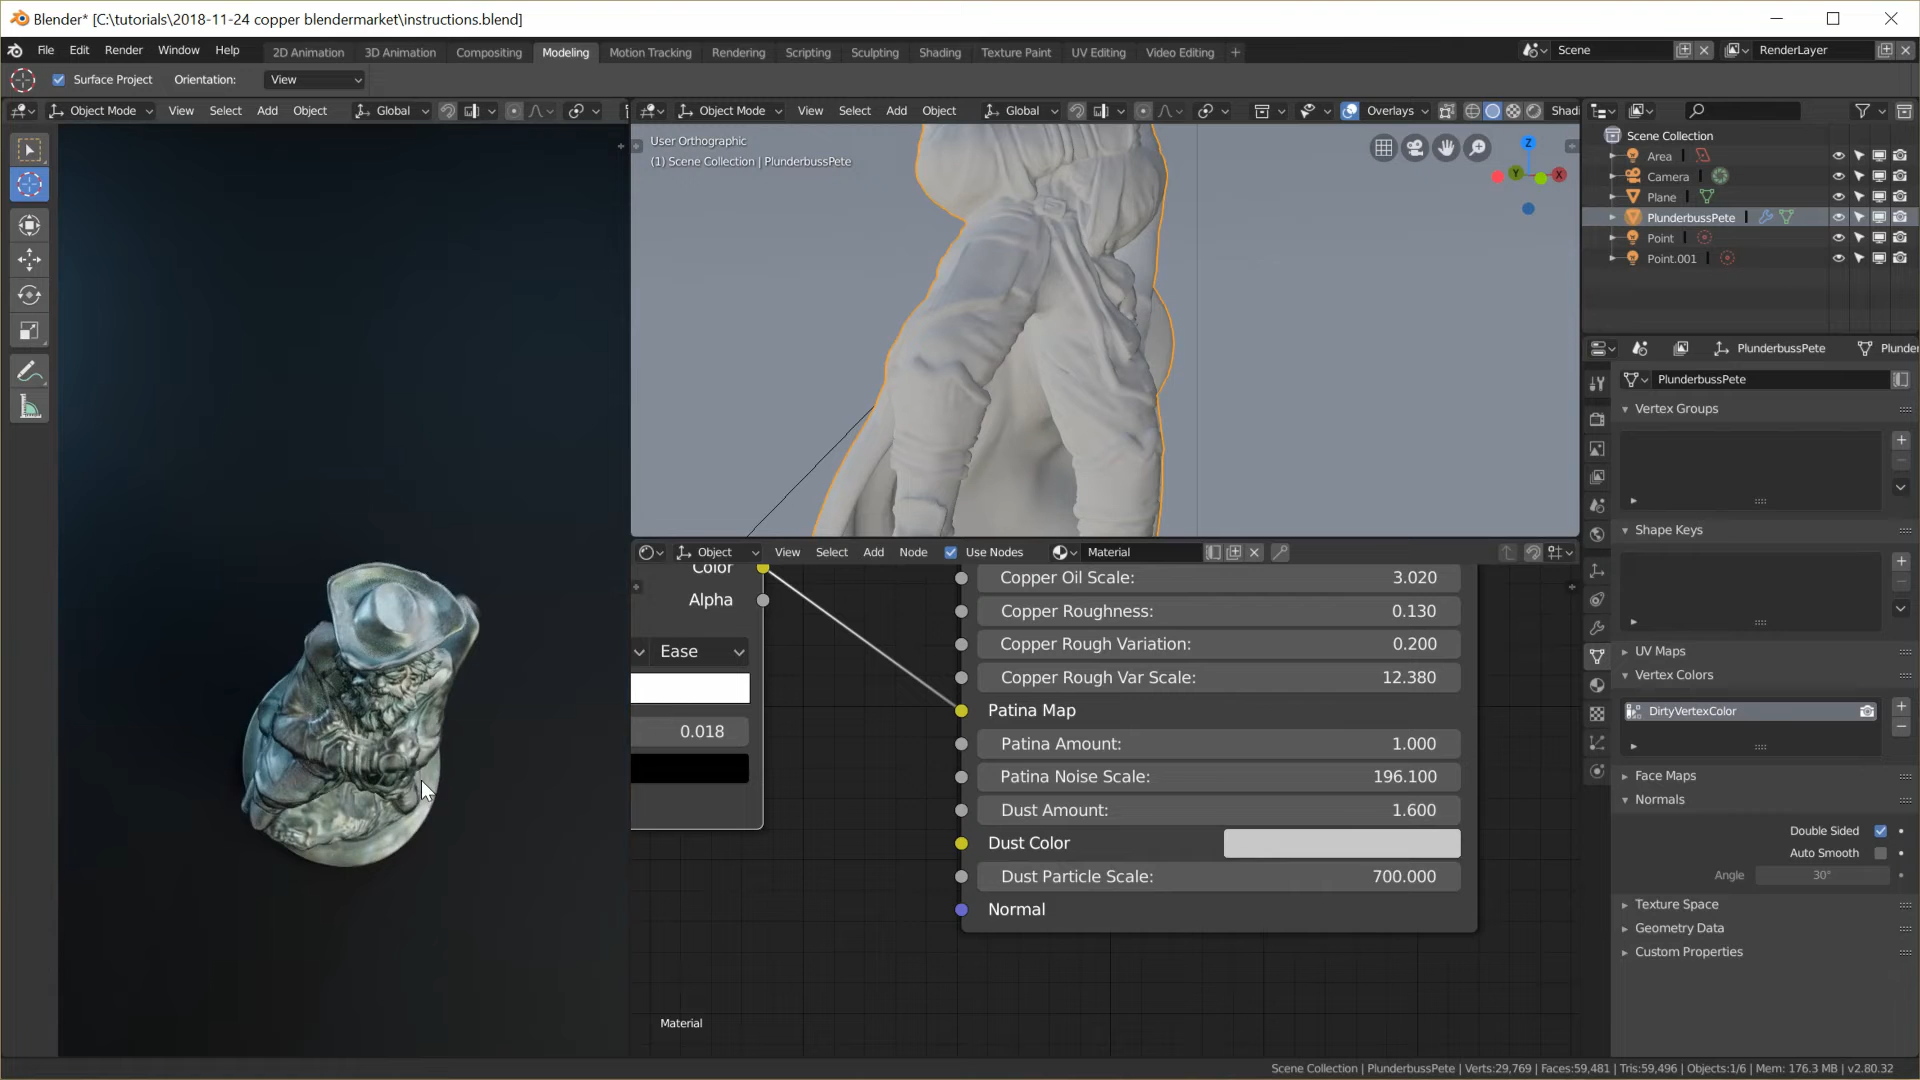 Blender* [C:\tutorials\2018-11-24 copper blendermarket\instructions.blend]
File Edit Render Window Help 2D Animation 3D Animation Compositing Modeling Motion Tracking Rendering Scripting Sculpting Shading Texture Paint UV Editing Video Editing + Scene RenderLayer
Surface Project Orientation: View
Object Mode View Select Add Object Global
Object Mode View Select Add Object Global Overlays Shadi
User Orthographic
(1) Scene Collection | PlunderbussPete
Z
Y
X
Scene Collection
Area
Camera
Plane
PlunderbussPete
Point
Point.001
PlunderbussPete Plunder
PlunderbussPete
Vertex Groups
Shape Keys
UV Maps
Vertex Colors
DirtyVertexColor
Face Maps
Normals
Double Sided
Auto Smooth
Angle 30°
Texture Space
Geometry Data
Custom Properties
Object View Select Add Node Use Nodes Material
Color
Alpha
Ease
0.018
Copper Oil Scale: 3.020
Copper Roughness: 0.130
Copper Rough Variation: 0.200
Copper Rough Var Scale: 12.380
Patina Map
Patina Amount: 1.000
Patina Noise Scale: 196.100
Dust Amount: 1.600
Dust Color
Dust Particle Scale: 700.000
Normal
Material
Scene Collection | PlunderbussPete | Verts:29,769 | Faces:59,481 | Tris:59,496 | Objects:1/6 | Mem: 176.3 MB | v2.80.32